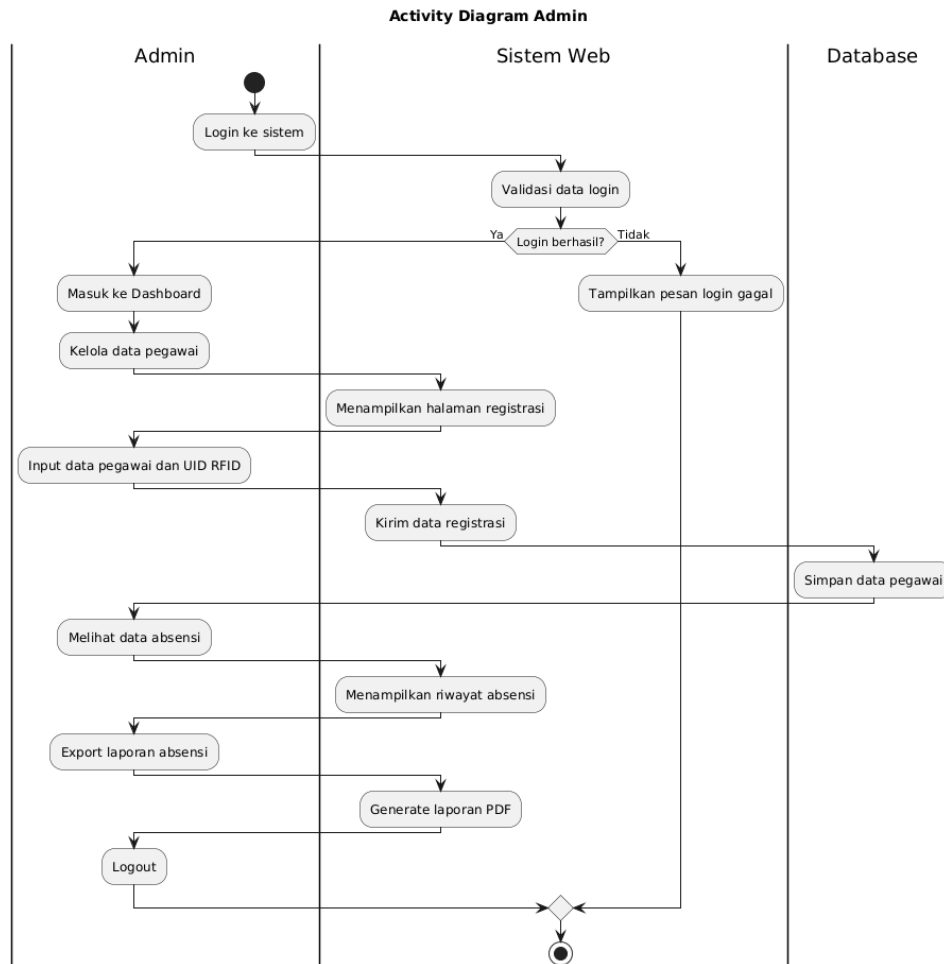 Activity Diagram Admin
Admin
Sistem Web
Database
Login ke sistem
Validasi data login
Ya
Login berhasil?
Tidak
Masuk ke Dashboard
Tampilkan pesan login gagal
Kelola data pegawai
Menampilkan halaman registrasi
Input data pegawai dan UID RFID
Kirim data registrasi
Simpan data pegawai
Melihat data absensi
Menampilkan riwayat absensi
Export laporan absensi
Generate laporan PDF
Logout